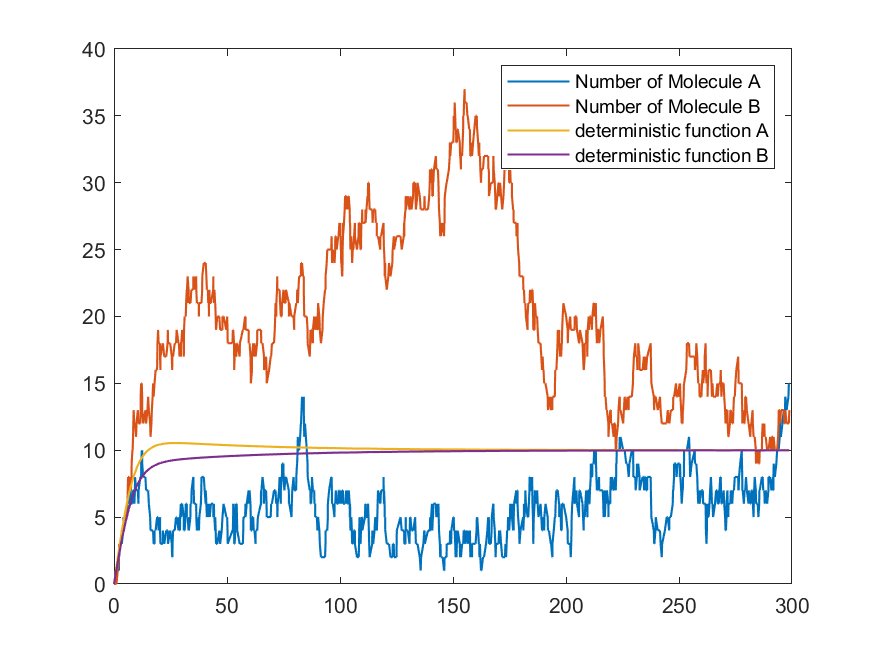 40
35
30
25
20
15
10
5
0
0 50 100 150 200 250 300
Number of Molecule A
Number of Molecule B
deterministic function A
deterministic function B